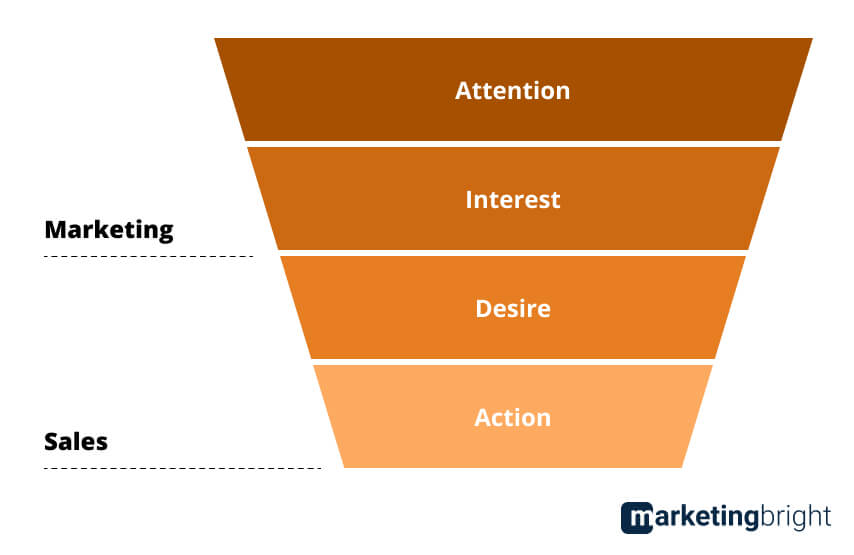 Attention
Interest
Marketing
Desire
Action
Sales
marketingbright